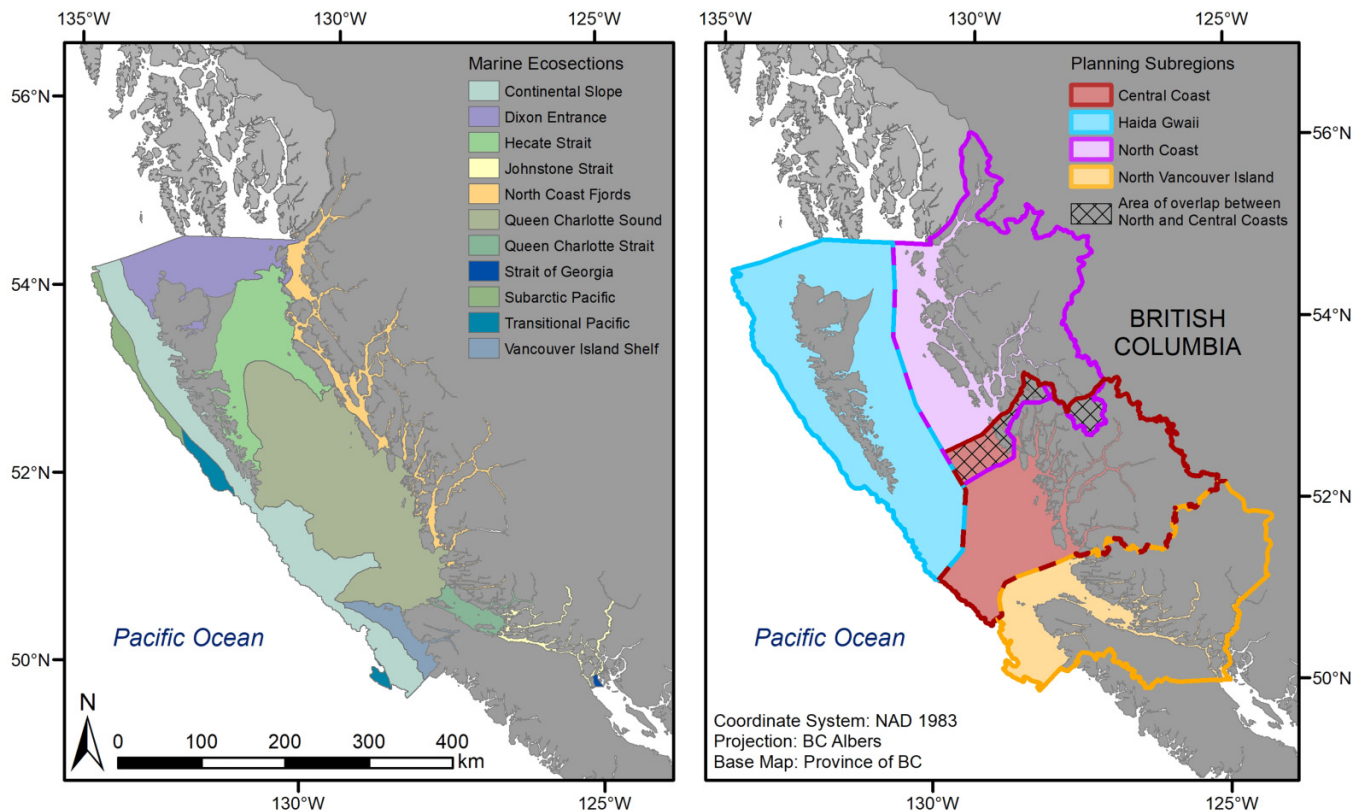 135°W
130°W
125°W
56°N
54°N
52°N
50°N
Marine Ecosections
Continental Slope
Dixon Entrance
Hecate Strait
Johnstone Strait
North Coast Fjords
Queen Charlotte Sound
Queen Charlotte Strait
Strait of Georgia
Subarctic Pacific
Transitional Pacific
Vancouver Island Shelf
Pacific Ocean
N
0 100 200 300 400
km
130°W
125°W
130°W
125°W
Planning Subregions
Central Coast
Haida Gwaii
North Coast
North Vancouver Island
Area of overlap between
North and Central Coasts
BRITISH
COLUMBIA
Pacific Ocean
Coordinate System: NAD 1983
Projection: BC Albers
Base Map: Province of BC
56°N
54°N
52°N
50°N
130°W
125°W